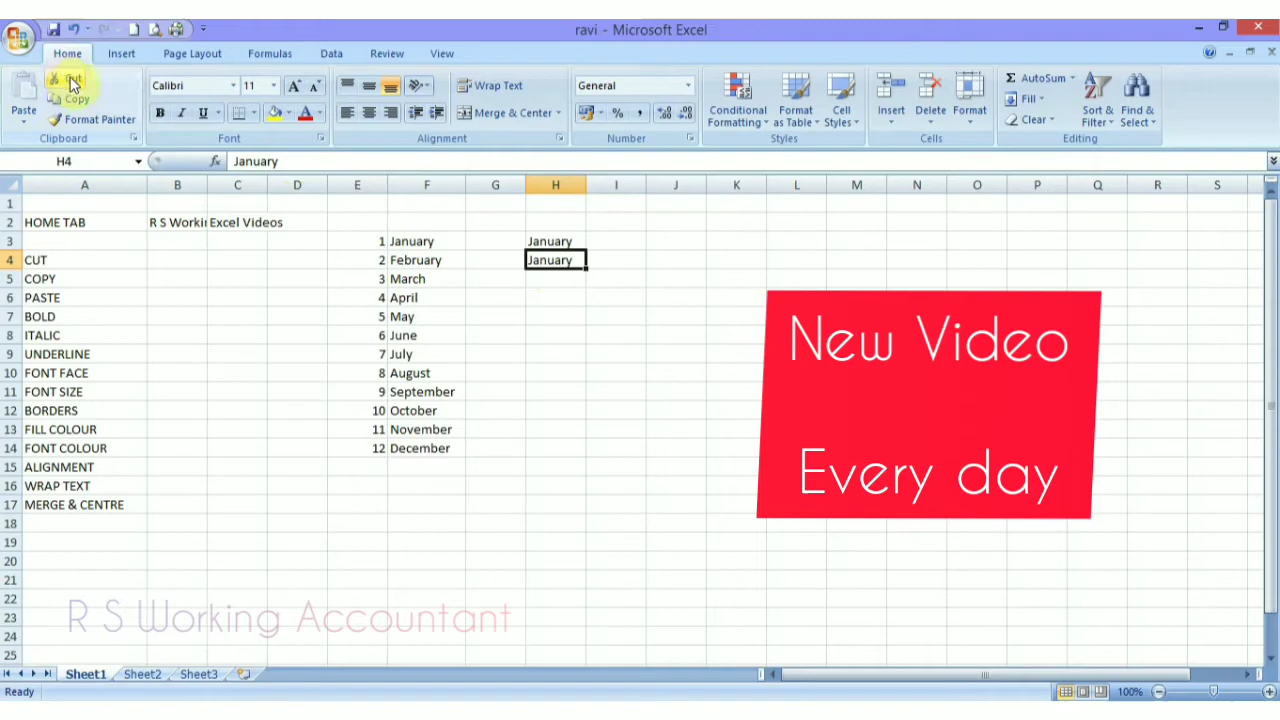 ravi - Microsoft Excel
Home Insert Page Layout Formulas Data Review View
Cut
Copy
Format Painter
Paste
Clipboard
Calibri 11
B I U
Font
Wrap Text
Merge & Center
Alignment
General
Number
Conditional Formatting
Format as Table
Cell Styles
Styles
Insert Delete Format
Cells
AutoSum
Fill
Clear
Sort & Filter
Find & Select
Editing
H4 fx January
A B C D E F G H I J K L M N O P Q R S
1
2 HOME TAB R S Workin Excel Videos
3 1 January January
4 CUT 2 February January
5 COPY 3 March
6 PASTE 4 April
7 BOLD 5 May
8 ITALIC 6 June
9 UNDERLINE 7 July
10 FONT FACE 8 August
11 FONT SIZE 9 September
12 BORDERS 10 October
13 FILL COLOUR 11 November
14 FONT COLOUR 12 December
15 ALIGNMENT
16 WRAP TEXT
17 MERGE & CENTRE
18
19
20
21
22
23
24
25
New Video
Every day
R S Working Accountant
Sheet1 Sheet2 Sheet3
Ready 100%